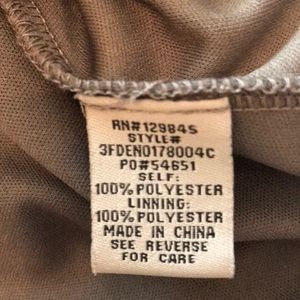 RN#129845
STYLE#
3FDEN0178004C
PO#54651
SELF:
100%POLYESTER
LINNING:
100%POLYESTER
MADE IN CHINA
SEE REVERSE
FOR CARE